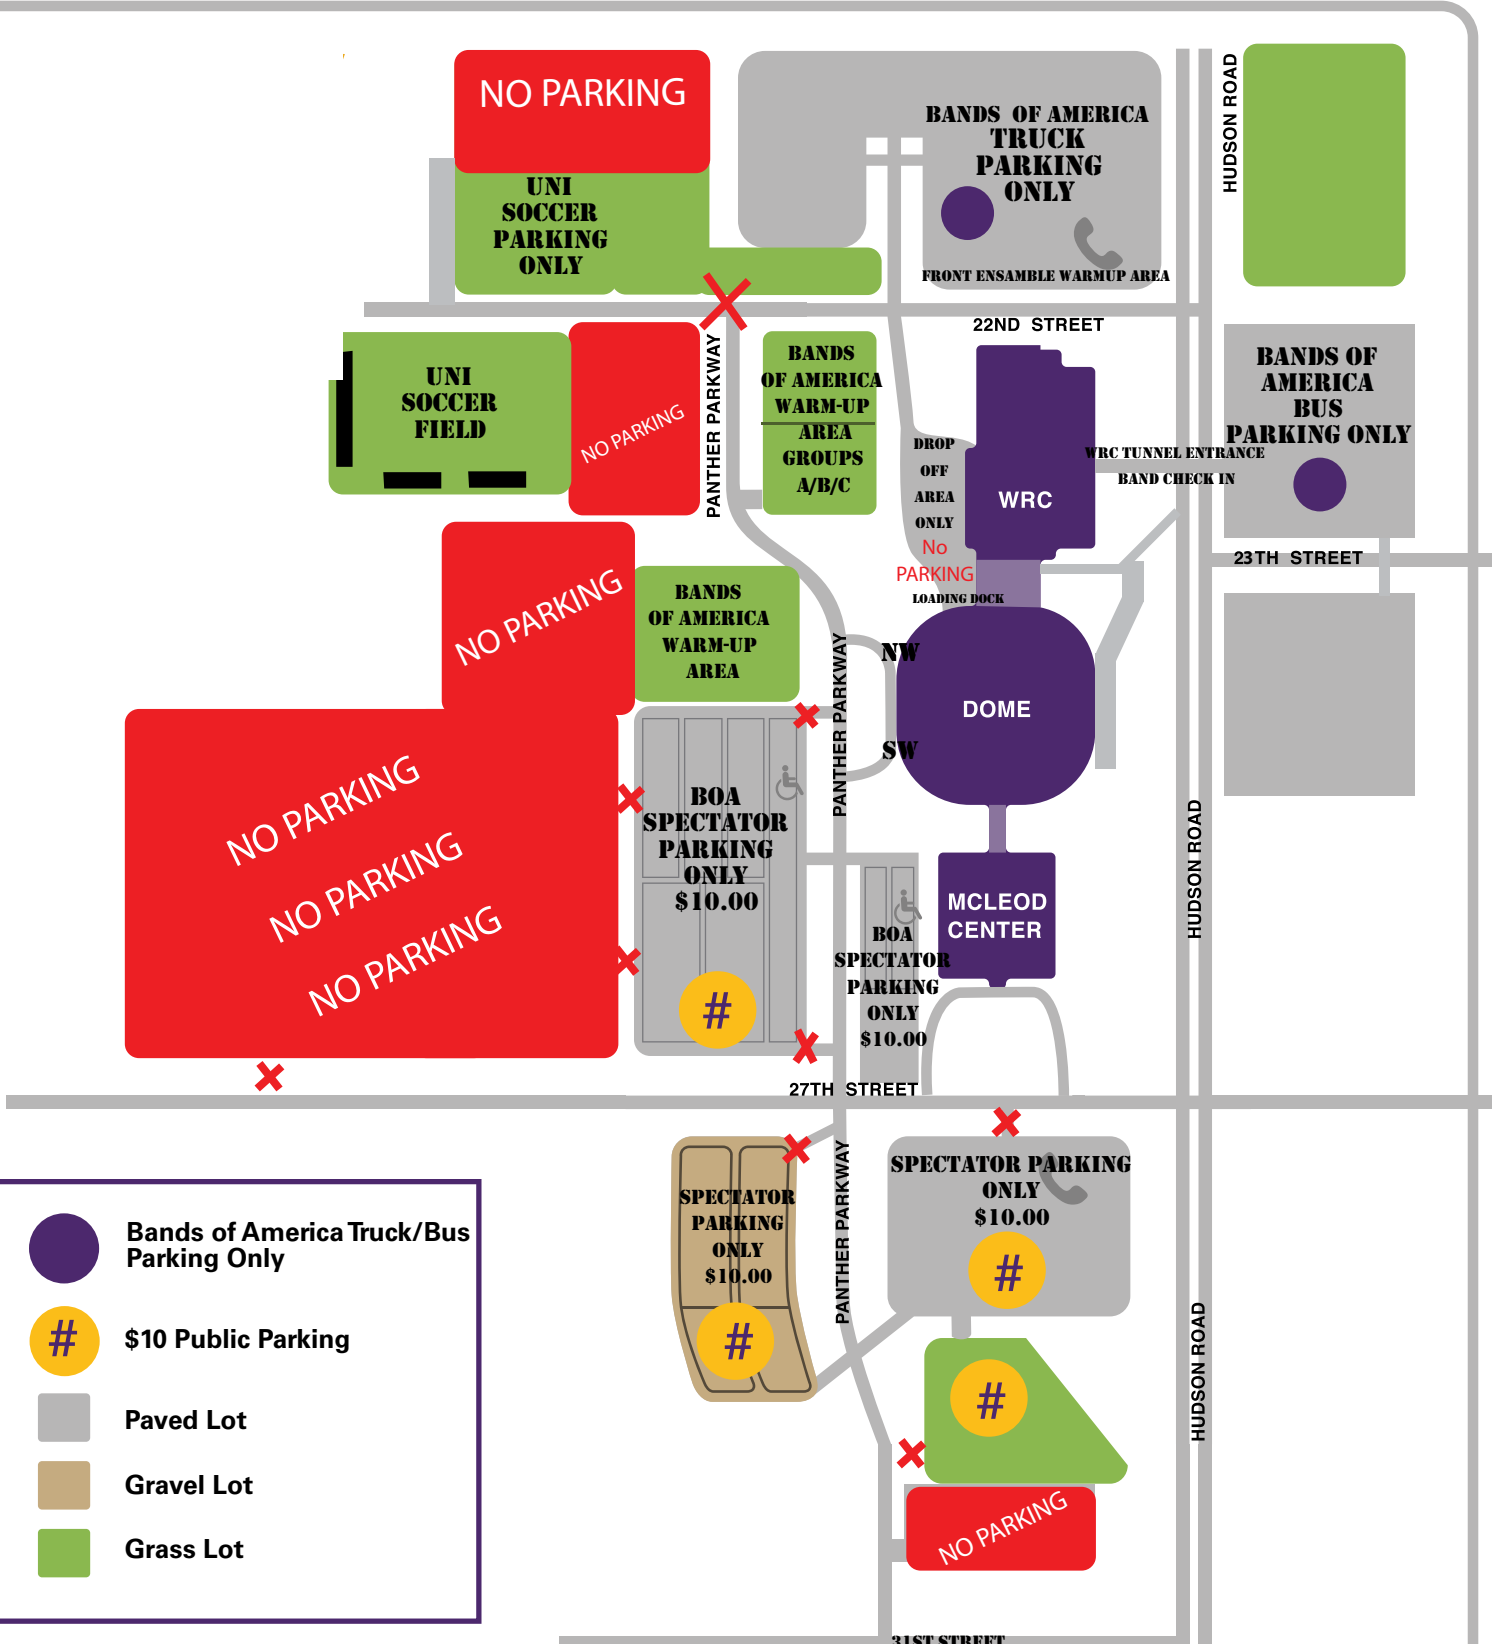 NO PARKING
UNI
SOCCER
PARKING
ONLY
BANDS OF AMERICA
TRUCK
PARKING
ONLY
FRONT ENSAMBLE WARMUP AREA
HUDSON ROAD
22ND STREET
UNI
SOCCER
FIELD
NO PARKING
PANTHER PARKWAY
BANDS
OF AMERICA
WARM-UP
AREA
GROUPS
A/B/C
DROP
OFF
AREA
ONLY
No
PARKING
LOADING DOCK
WRC
WRC TUNNEL ENTRANCE
BAND CHECK IN
BANDS OF
AMERICA
BUS
PARKING ONLY
23TH STREET
NO PARKING
BANDS
OF AMERICA
WARM-UP
AREA
PANTHER PARKWAY
NW
DOME
SW
NO PARKING
NO PARKING
NO PARKING
BOA
SPECTATOR
PARKING
ONLY
$10.00
#
BOA
SPECTATOR
PARKING
ONLY
$10.00
MCLEOD
CENTER
HUDSON ROAD
27TH STREET
SPECTATOR
PARKING
ONLY
$10.00
#
PANTHER PARKWAY
SPECTATOR PARKING
ONLY
$10.00
#
#
HUDSON ROAD
NO PARKING
31ST STREET
Bands of America Truck/Bus
Parking Only
# $10 Public Parking
Paved Lot
Gravel Lot
Grass Lot